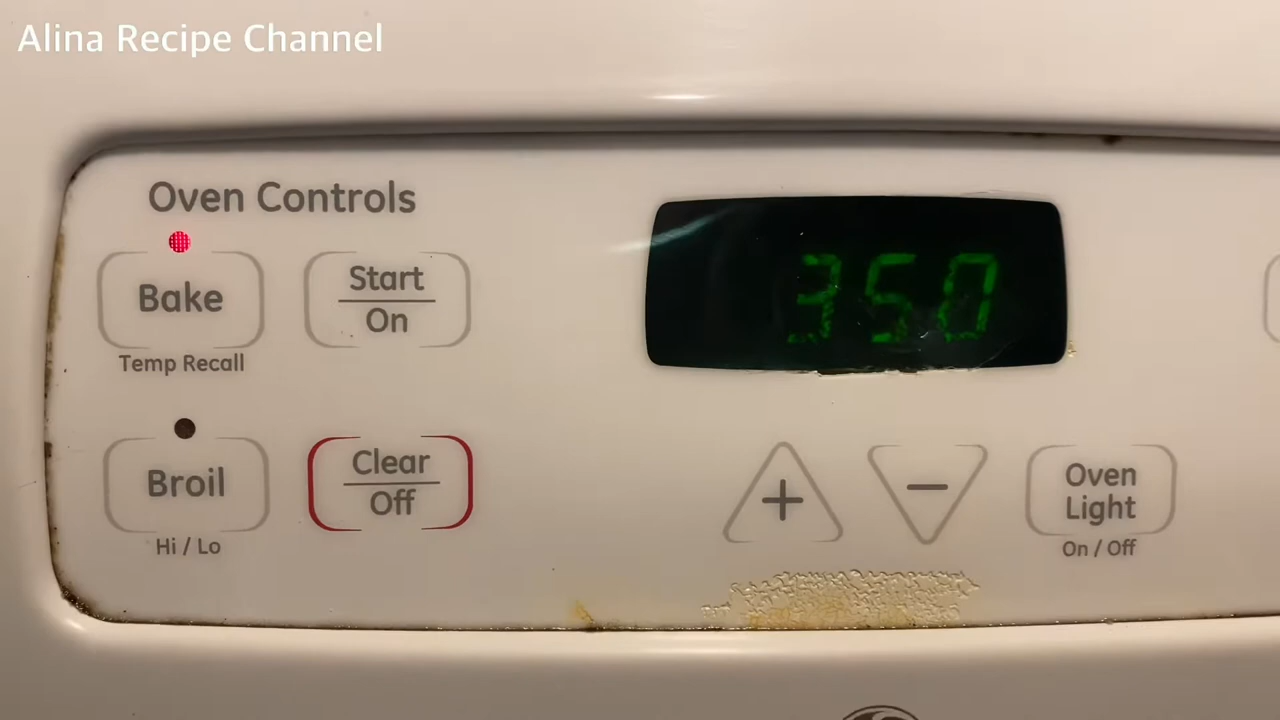 Alina Recipe Channel
Oven Controls
Bake
Temp Recall
Start
On
350
Broil
Hi / Lo
Clear
Off
+
−
Oven
Light
On / Off